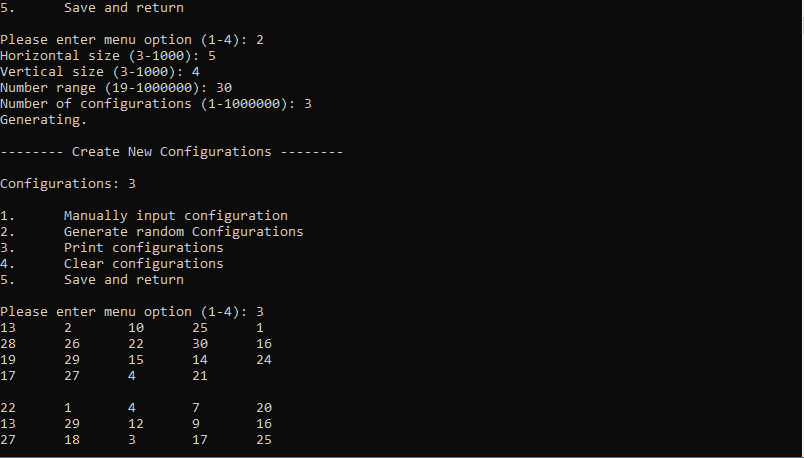 5.      Save and return
Please enter menu option (1-4): 2
Horizontal size (3-1000): 5
Vertical size (3-1000): 4
Number range (19-1000000): 30
Number of configurations (1-1000000): 3
Generating.
-------- Create New Configurations --------
Configurations: 3
1.      Manually input configuration
2.      Generate random Configurations
3.      Print configurations
4.      Clear configurations
5.      Save and return
Please enter menu option (1-4): 3
13      2       10      25      1
28      26      22      30      16
19      29      15      14      24
17      27      4       21
22      1       4       7       20
13      29      12      9       16
27      18      3       17      25